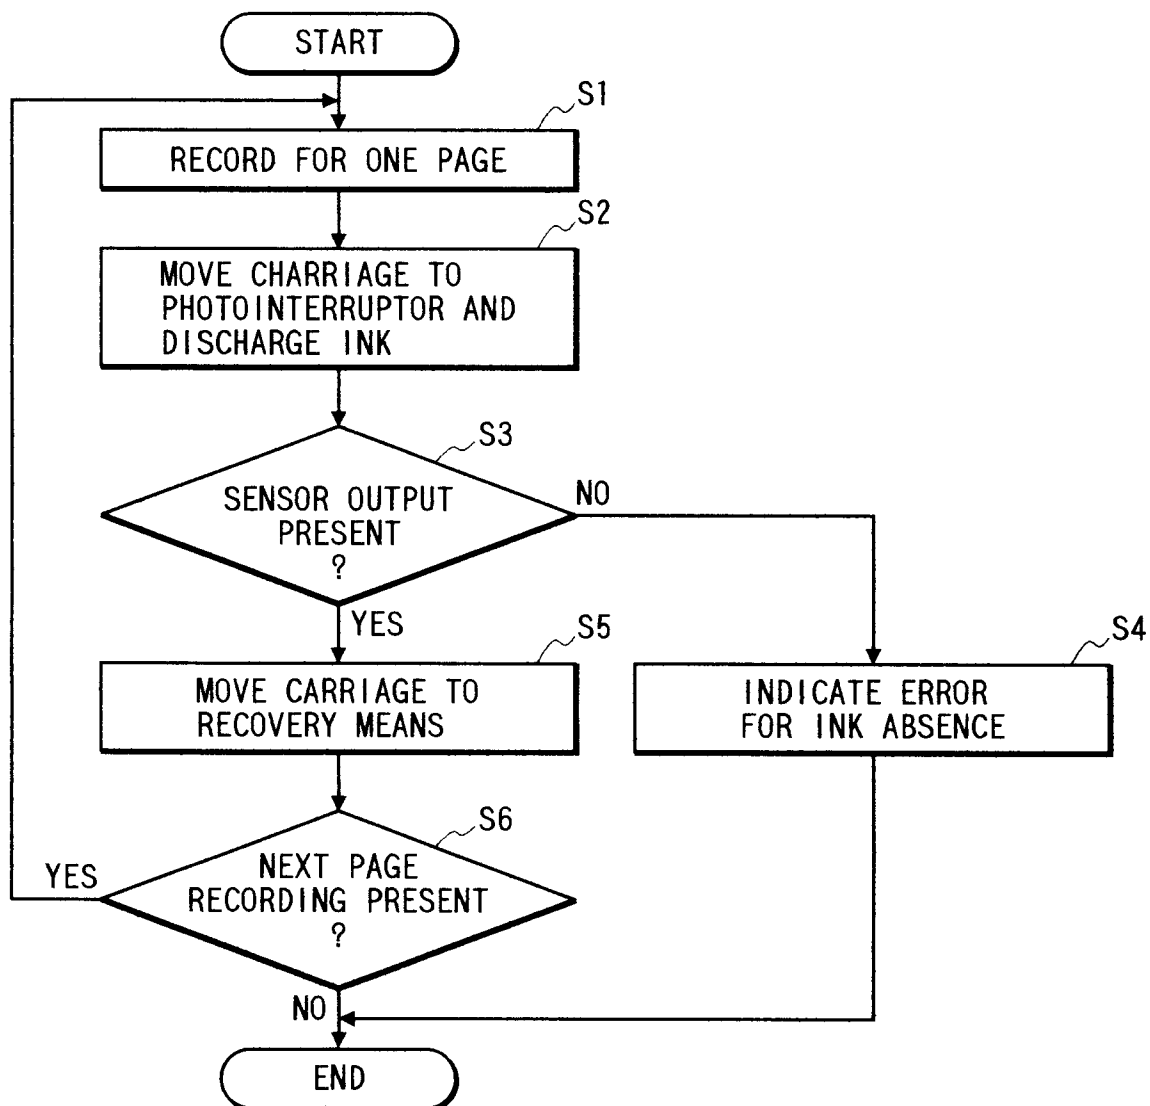 START
S1
RECORD FOR ONE PAGE
S2
MOVE CHARRIAGE TO
PHOTOINTERRUPTOR AND
DISCHARGE INK
S3
SENSOR OUTPUT
PRESENT
?
NO
YES
S5
MOVE CARRIAGE TO
RECOVERY MEANS
S4
INDICATE ERROR
FOR INK ABSENCE
S6
NEXT PAGE
RECORDING PRESENT
?
YES
NO
END